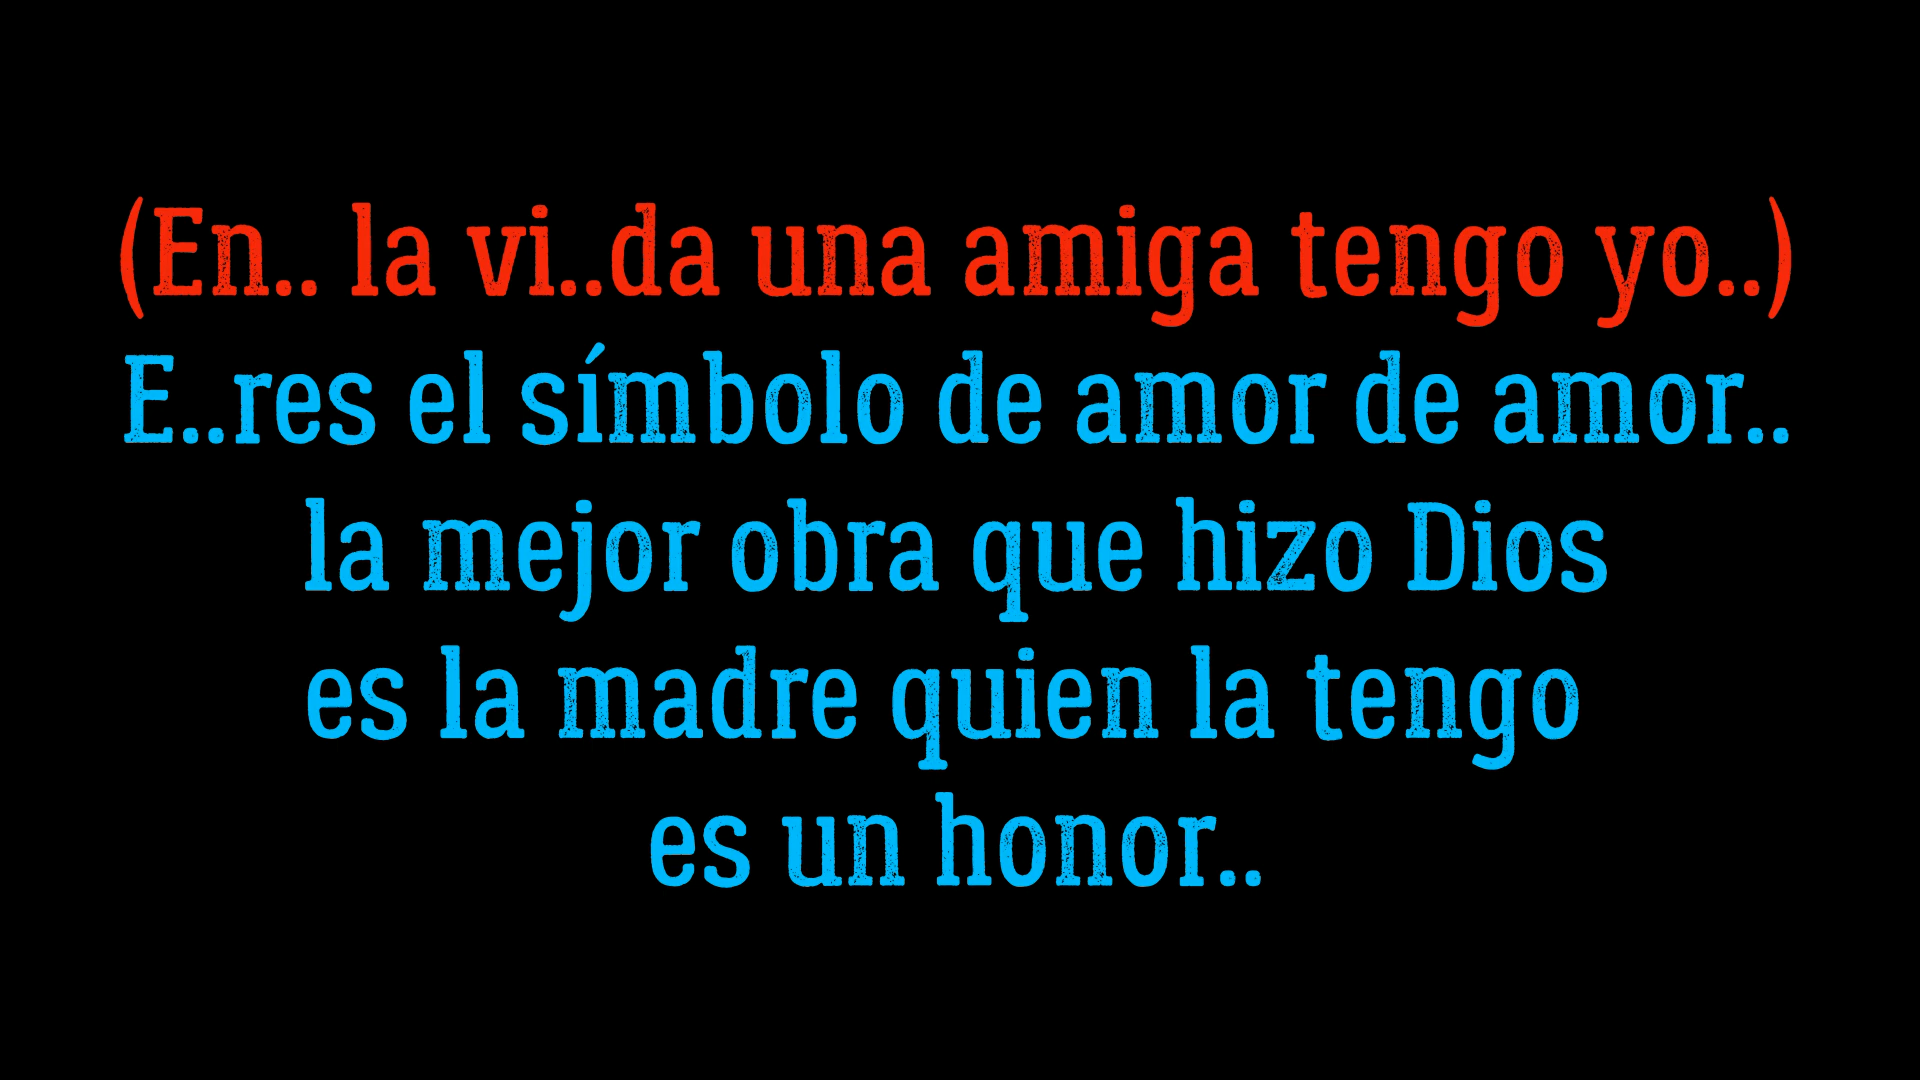 (En.. la vi..da una amiga tengo yo..)
E..res el símbolo de amor de amor..
la mejor obra que hizo Dios
es la madre quien la tengo
es un honor..